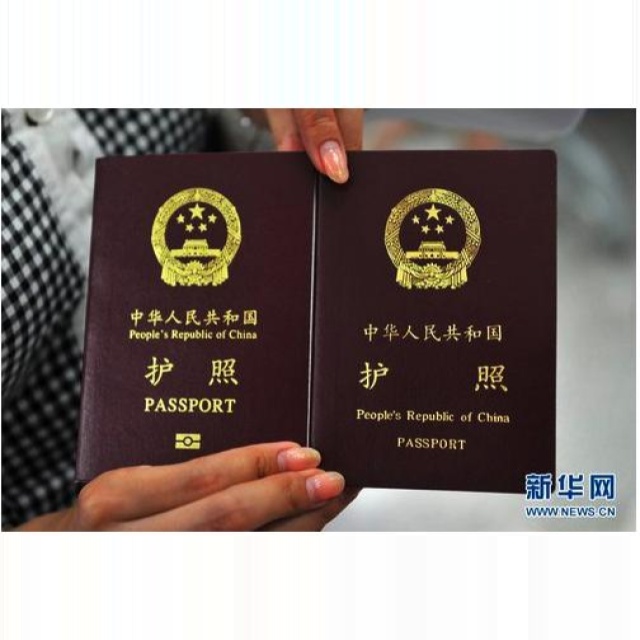 中华人民共和国
People's Republic of China
护 照
PASSPORT
中华人民共和国
护 照
People's Republic of China
PASSPORT
新华网
WWW.NEWS.CN